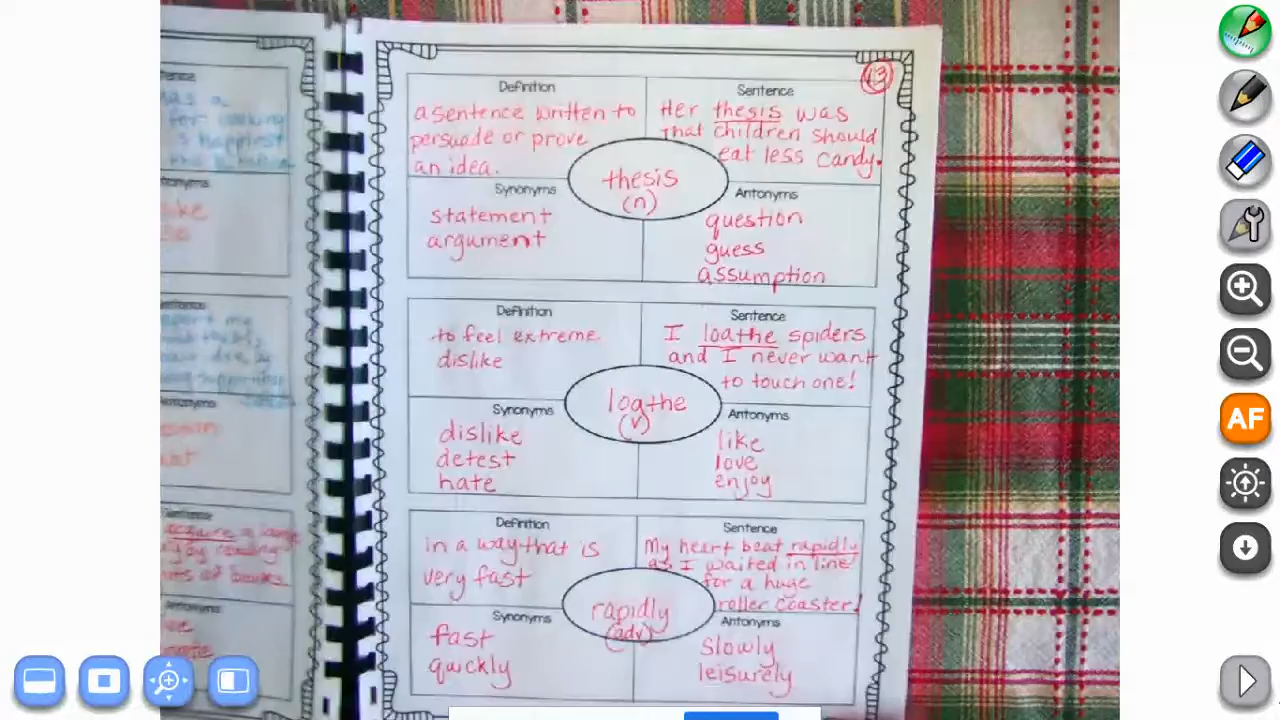 13
Definition
a sentence written to
persuade or prove
an idea.
Sentence
Her thesis was
that children should
eat less candy.
thesis
(n)
Synonyms
statement
argument
Antonyms
question
guess
assumption
Definition
to feel extreme
dislike
Sentence
I loathe spiders
and I never want
to touch one!
loathe
(v)
Synonyms
dislike
detest
hate
Antonyms
like
love
enjoy
Definition
in a way that is
very fast
Sentence
My heart beat rapidly
as I waited in line
for a huge
roller coaster!
rapidly
(adv)
Synonyms
fast
quickly
Antonyms
slowly
leisurely
AF